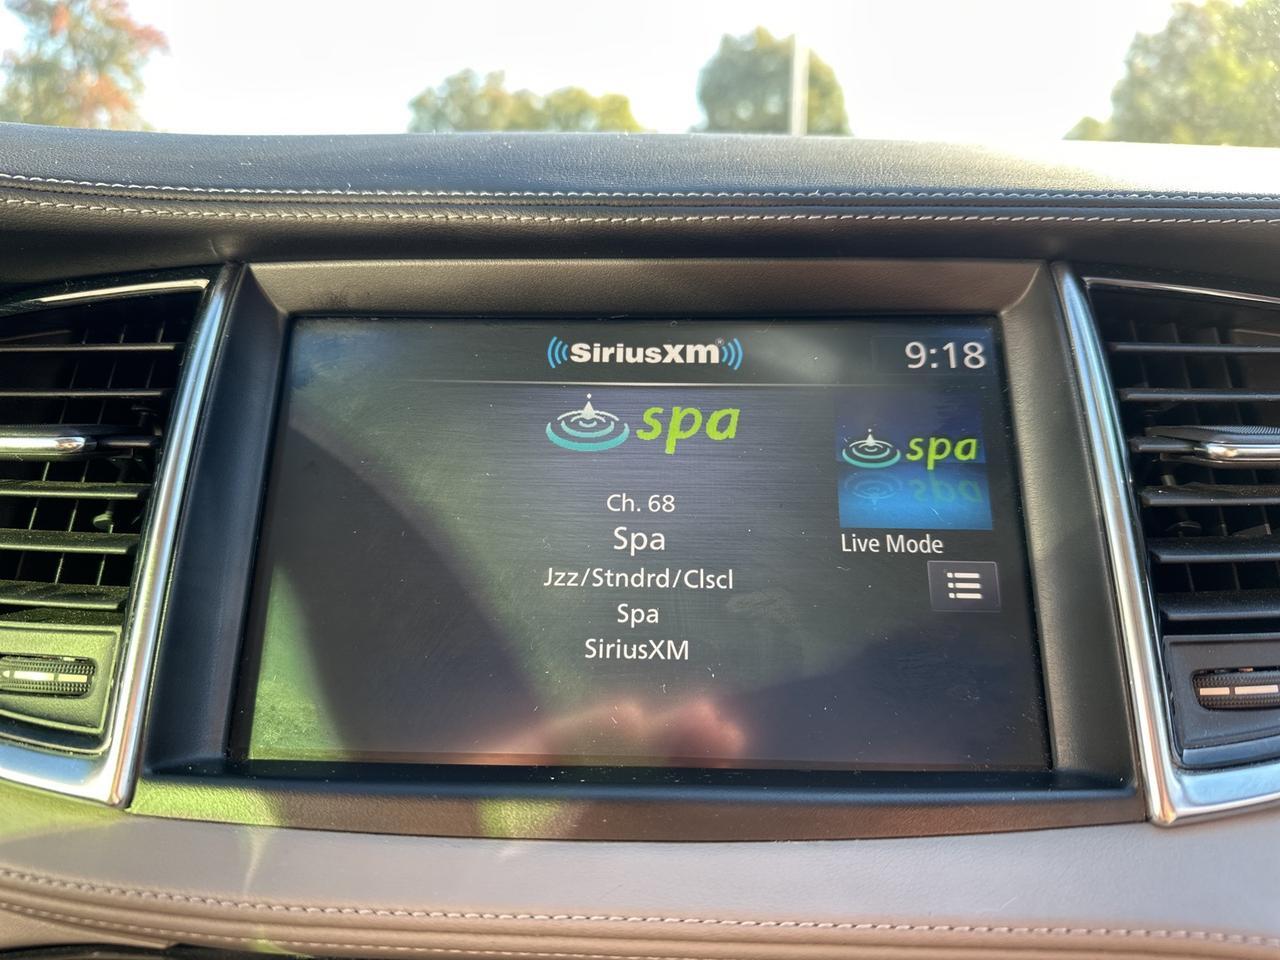 SiriusXM
9:18
spa
spa
Ch. 68
Spa
Live Mode
Jzz/Stndrd/Clscl
Spa
SiriusXM